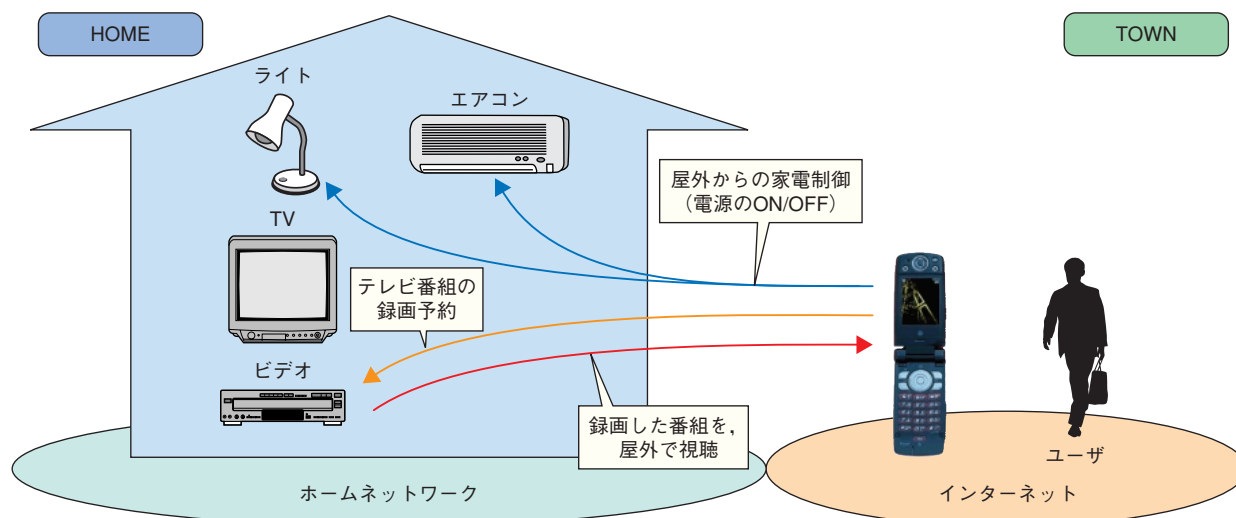 HOME
TOWN
ライト
エアコン
屋外からの家電制御
（電源のON/OFF）
TV
テレビ番組の
録画予約
ビデオ
録画した番組を，
屋外で視聴
ユーザ
ホームネットワーク
インターネット